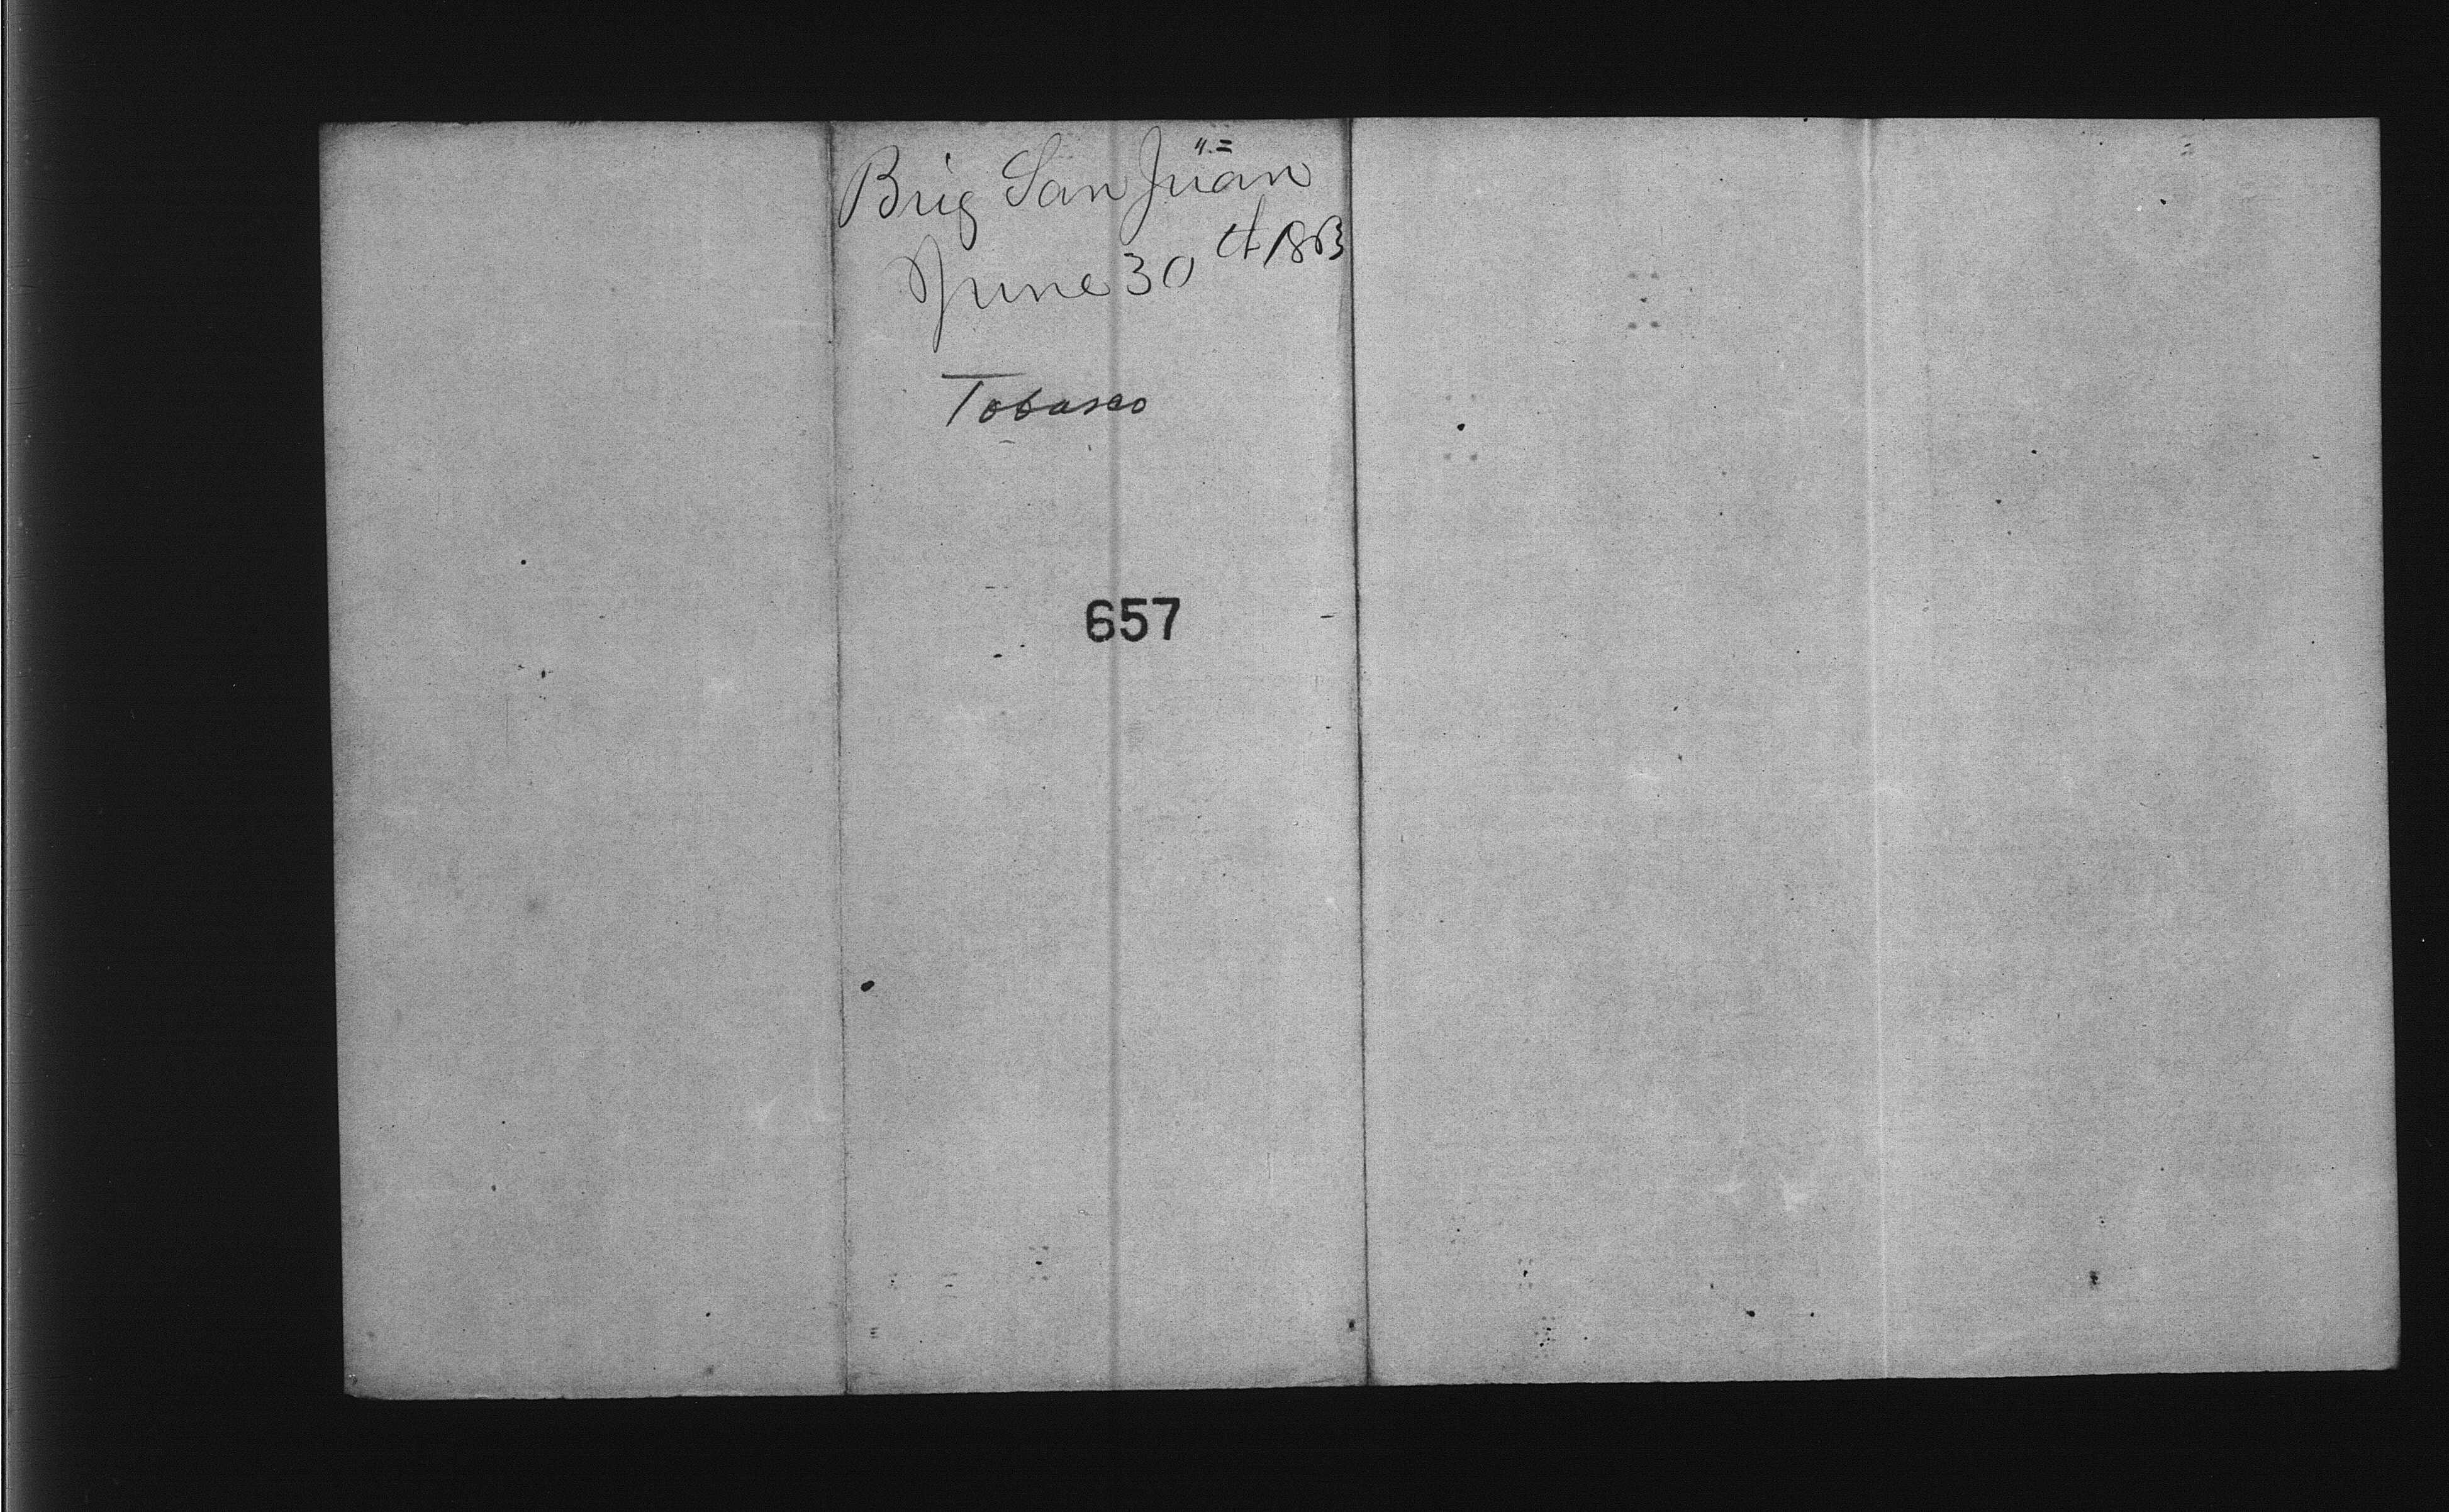 Brig San Juan
June 30th 1863
Tobasco
657